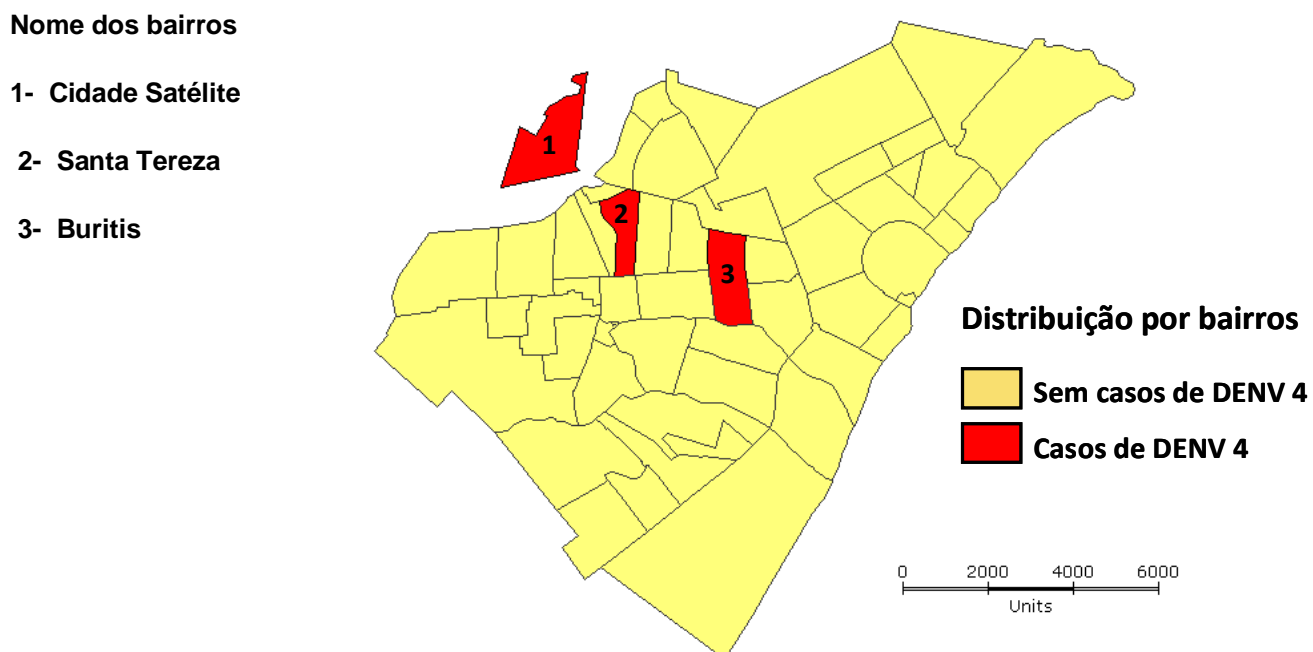 Nome dos bairros
1- Cidade Satélite
2- Santa Tereza
3- Buritis
1
2
3
Distribuição por bairros
Sem casos de DENV 4
Casos de DENV 4
0 2000 4000 6000
Units